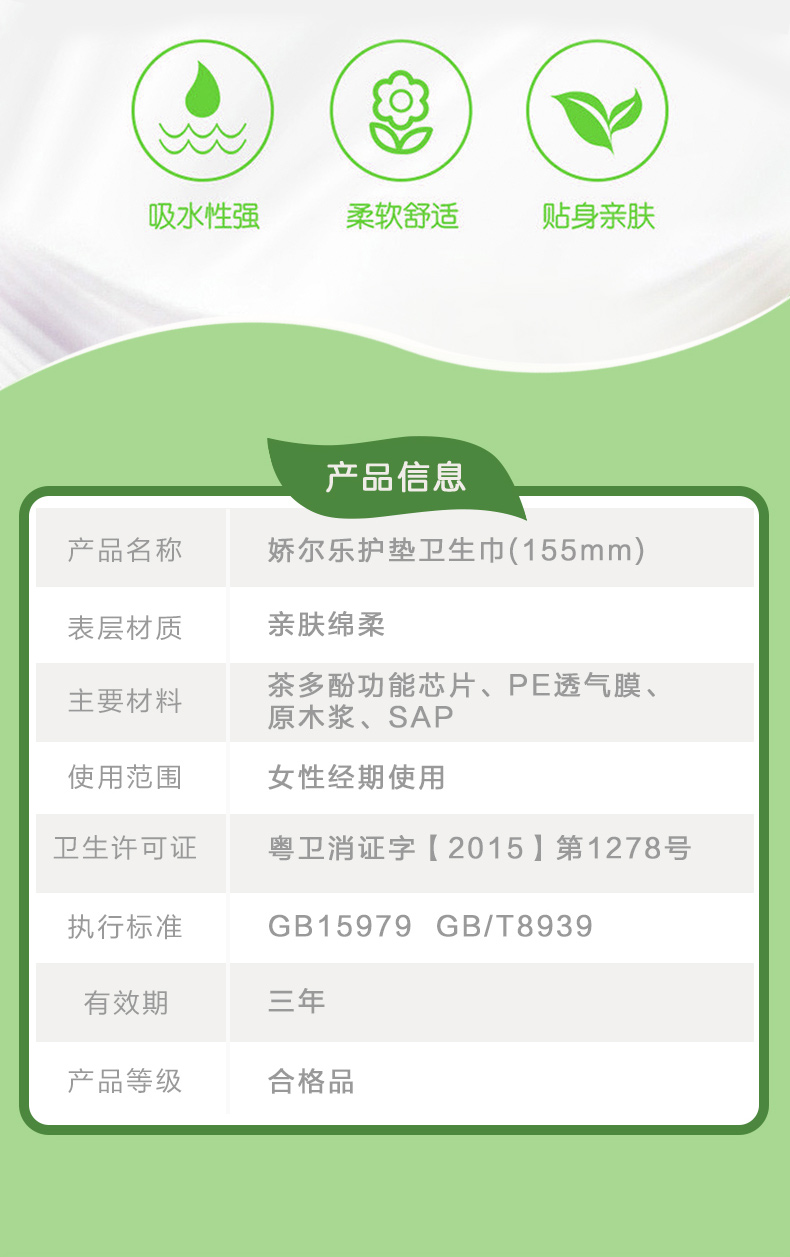 吸水性强 柔软舒适 贴身亲肤
产品信息
产品名称 娇尔乐护垫卫生巾(155mm)
表层材质 亲肤绵柔
主要材料 茶多酚功能芯片、PE透气膜、
原木浆、SAP
使用范围 女性经期使用
卫生许可证 粤卫消证字【2015】第1278号
执行标准 GB15979 GB/T8939
有效期 三年
产品等级 合格品